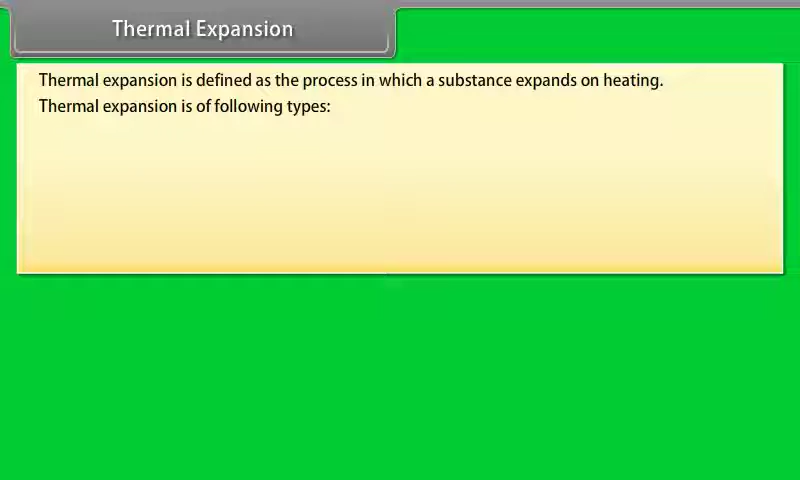 Thermal Expansion
Thermal expansion is defined as the process in which a substance expands on heating.
Thermal expansion is of following types: